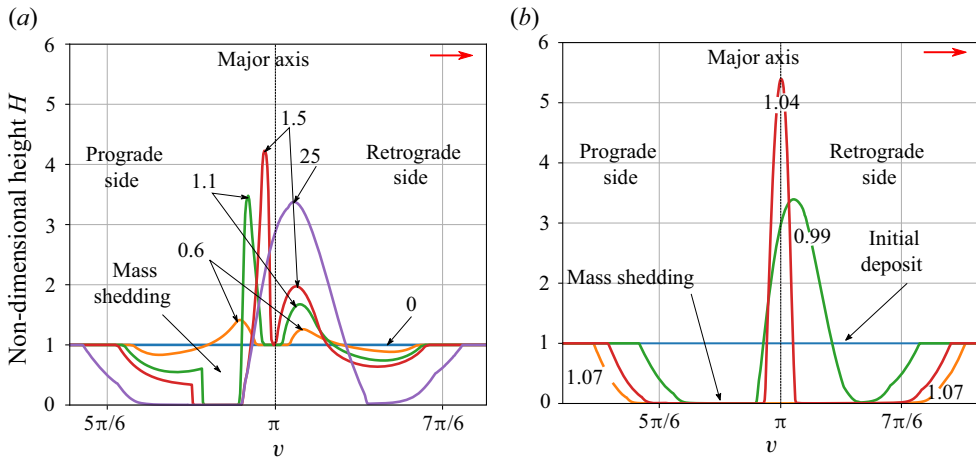 (a)
6
5
4
3
2
1
0
Non-dimensional height H
Major axis
Prograde
side
Retrograde
side
1.5
25
1.1
0.6
0
Mass
shedding
5π/6
π
7π/6
υ
(b)
6
5
4
3
2
1
0
Major axis
1.04
Prograde
side
Retrograde
side
0.99
Initial
deposit
Mass shedding
1.07
1.07
5π/6
π
7π/6
υ